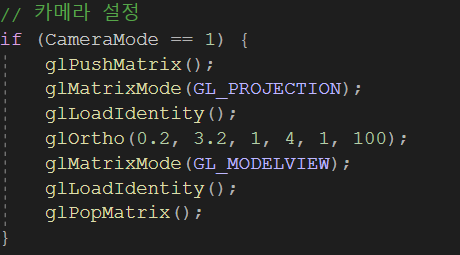 // 카메라 설정
if (CameraMode == 1) {
glPushMatrix();
glMatrixMode(GL_PROJECTION);
glLoadIdentity();
glOrtho(0.2, 3.2, 1, 4, 1, 100);
glMatrixMode(GL_MODELVIEW);
glLoadIdentity();
glPopMatrix();
}